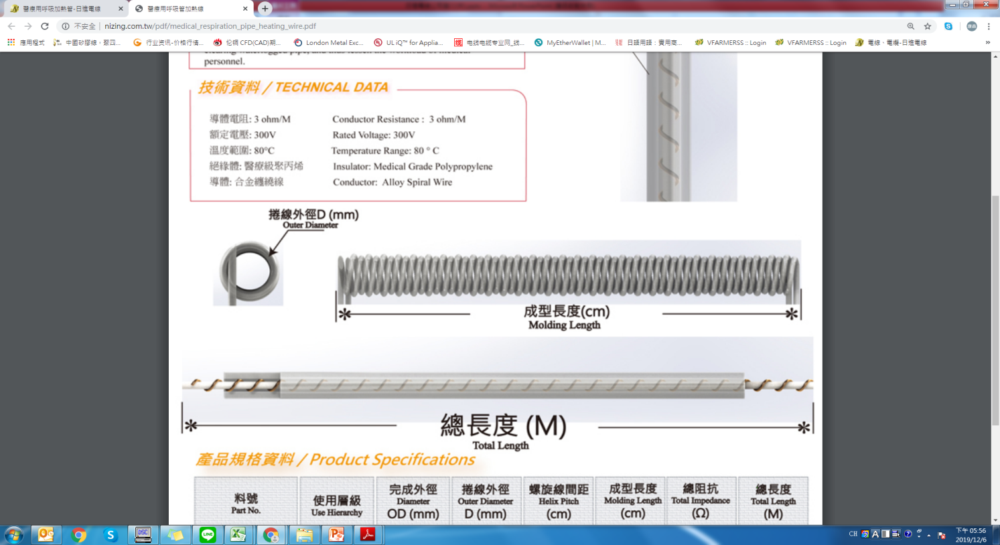 醫療用呼吸加熱管-日進電線
醫療用呼吸管加熱線
不安全 | nizing.com.tw/pdf/medical_respiration_pipe_heating_wire.pdf
應用程式
中國矽膠線，聚四...
行业资讯-价格行情...
伦铜 CFD(CAD)期...
London Metal Exc...
UL iQ™ for Applia...
电线电缆专业网_线...
MyEtherWallet | M...
日語用語：實用商...
VFARMERSS :: Login
VFARMERSS :: Login
電線、電纜-日進電線
personnel.
技術資料 / TECHNICAL DATA
導體電阻: 3 ohm/M
Conductor Resistance : 3 ohm/M
額定電壓: 300V
Rated Voltage: 300V
溫度範圍: 80°C
Temperature Range: 80 ° C
絕緣體: 醫療級聚丙烯
Insulator: Medical Grade Polypropylene
導體: 合金纏繞線
Conductor: Alloy Spiral Wire
捲線外徑D (mm)
Outer Diameter
成型長度(cm)
Molding Length
總長度 (M)
Total Length
產品規格資料 / Product Specifications
料號
Part No.
使用層級
Use Hierarchy
完成外徑
Diameter
OD (mm)
捲線外徑
Outer Diameter
D (mm)
螺旋線間距
Helix Pitch
(cm)
成型長度
Molding Length
(cm)
總阻抗
Total Impedance
(Ω)
總長度
Total Length
(M)
DSC
LINE
CH
下午 05:56
2019/12/6